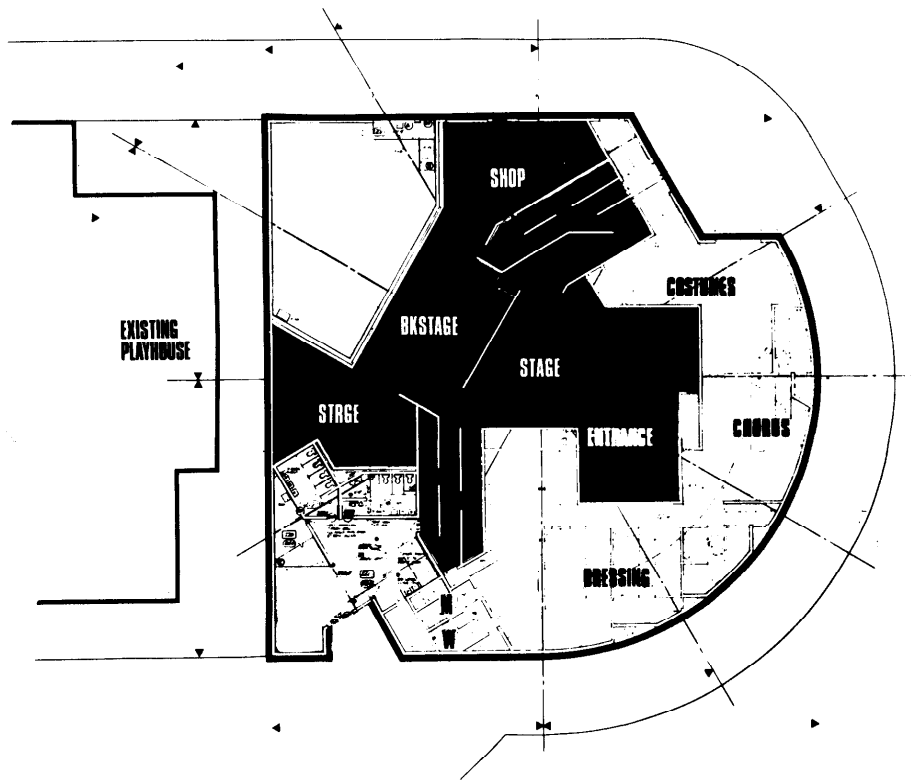 SHOP
COSTUMES
BKSTAGE
EXISTING
PLAYHOUSE
STAGE
STRGE
ENTRANCE
CHORUS
DRESSING
M
W